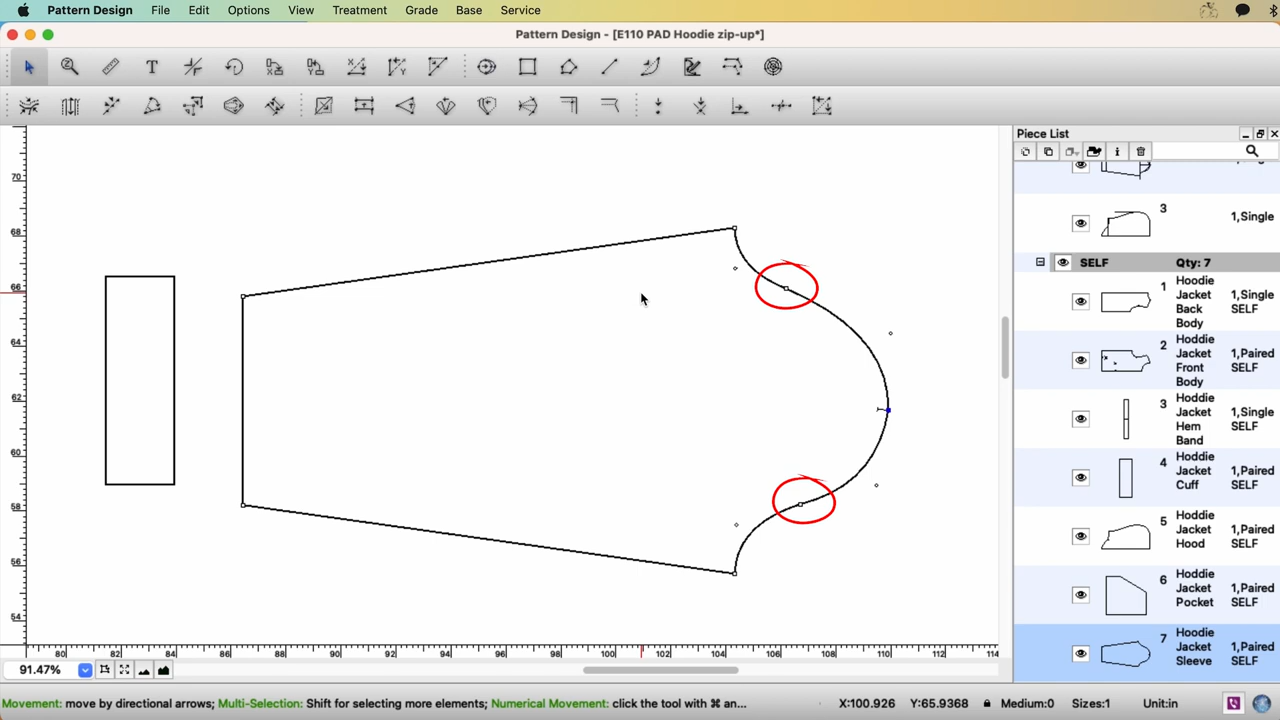 Pattern Design File Edit Options View Treatment Grade Base Service
Pattern Design - [E110 PAD Hoodie zip-up*]
Piece List
3 1,Single
SELF Qty: 7
1 Hoodie Jacket Back Body 1,Single SELF
2 Hoddie Jacket Front Body 1,Paired SELF
3 Hoddie Jacket Hem Band 1,Single SELF
4 Hoddie Jacket Cuff 1,Paired SELF
5 Hoddie Jacket Hood 1,Paired SELF
6 Hoddie Jacket Pocket 1,Paired SELF
7 Hoodie Jacket Sleeve 1,Paired SELF
70
68
66
64
62
60
58
56
54
80 82 84 86 88 90 92 94 96 98 100 102 104 106 108 110 112 114
91.47%
Movement: move by directional arrows; Multi-Selection: Shift for selecting more elements; Numerical Movement: click the tool with ⌘ an... X:100.926 Y:65.9368 Medium:0 Sizes:1 Unit:in